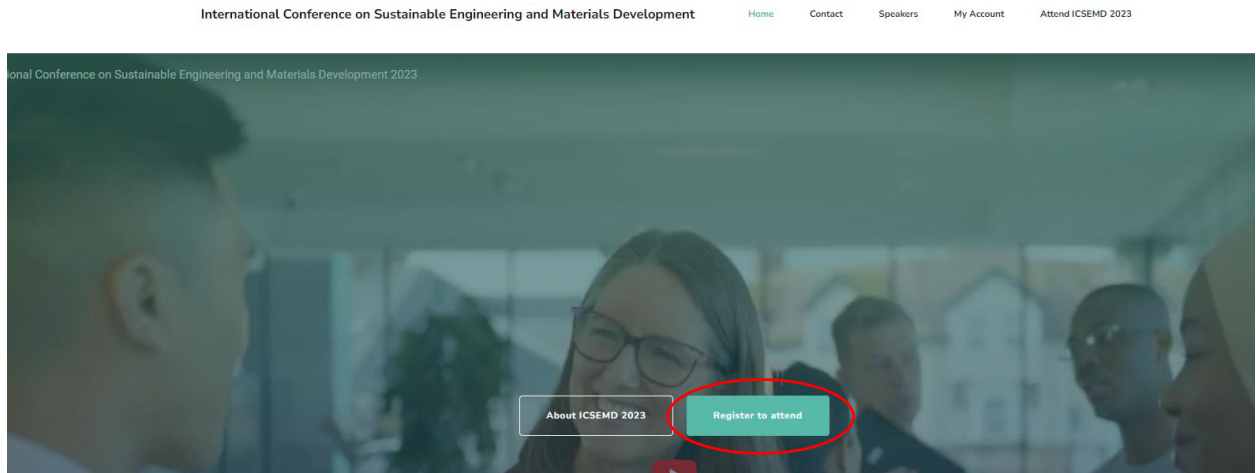 International Conference on Sustainable Engineering and Materials Development Home Contact Speakers My Account Attend ICSEMD 2023
Conference on Sustainable Engineering and Materials Development 2023
About ICSEMD 2023 Register to attend